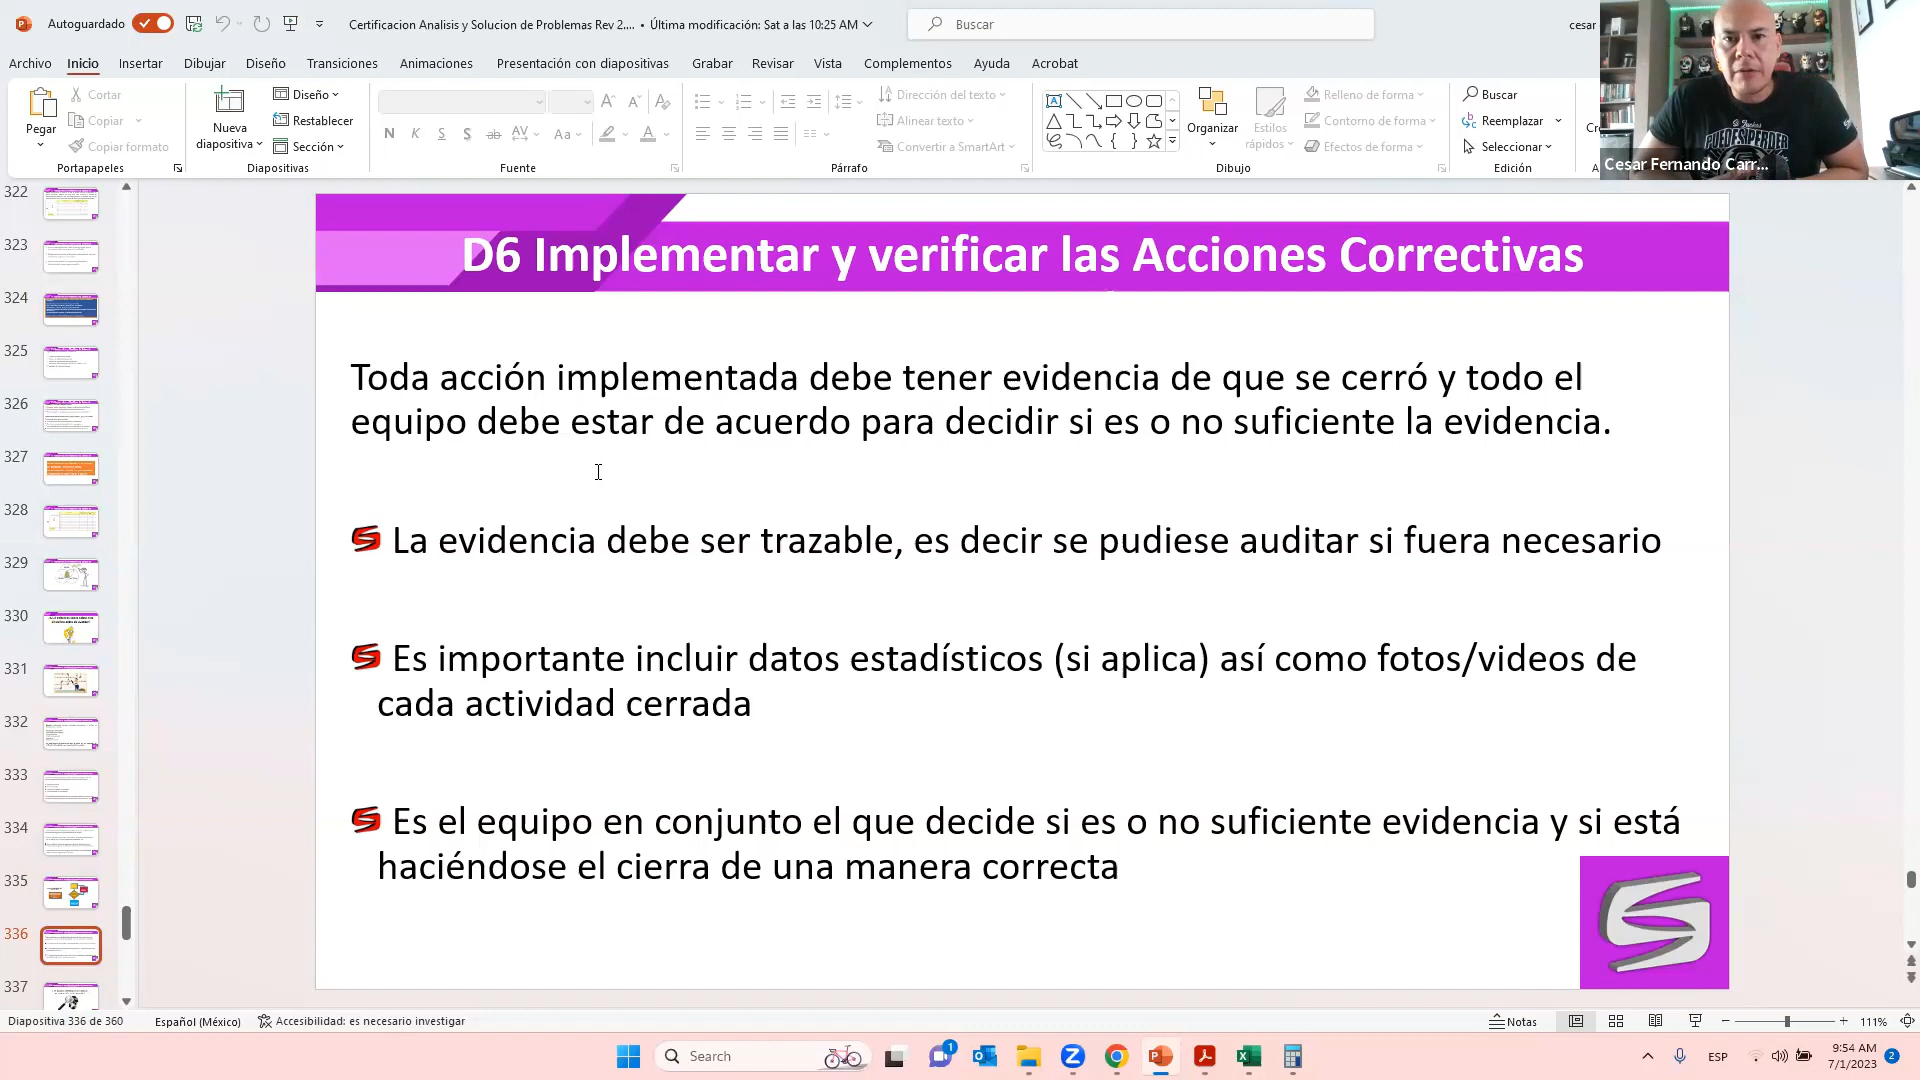 Autoguardado
Certificacion Analisis y Solucion de Problemas Rev 2.... • Última modificación: Sat a las 10:25 AM
Buscar
cesar
Archivo Inicio Insertar Dibujar Diseño Transiciones Animaciones Presentación con diapositivas Grabar Revisar Vista Complementos Ayuda Acrobat
Pegar
Cortar
Copiar
Copiar formato
Portapapeles
Nueva diapositiva
Diseño
Restablecer
Sección
Diapositivas
N K S S ab AV Aa A
Fuente
Dirección del texto
Alinear texto
Convertir a SmartArt
Párrafo
Organizar
Estilos rápidos
Relleno de forma
Contorno de forma
Efectos de forma
Dibujo
Buscar
Reemplazar
Seleccionar
Edición
PUEDES PERDER
Cesar Fernando Carr...
322
323
324
325
326
327
328
329
330
331
332
333
334
335
336
337
D6 Implementar y verificar las Acciones Correctivas
Toda acción implementada debe tener evidencia de que se cerró y todo el
equipo debe estar de acuerdo para decidir si es o no suficiente la evidencia.
La evidencia debe ser trazable, es decir se pudiese auditar si fuera necesario
Es importante incluir datos estadísticos (si aplica) así como fotos/videos de
cada actividad cerrada
Es el equipo en conjunto el que decide si es o no suficiente evidencia y si está
haciéndose el cierra de una manera correcta
Diapositiva 336 de 360 Español (México) Accesibilidad: es necesario investigar
Notas
111%
Search
1
ESP
9:54 AM
7/1/2023
2